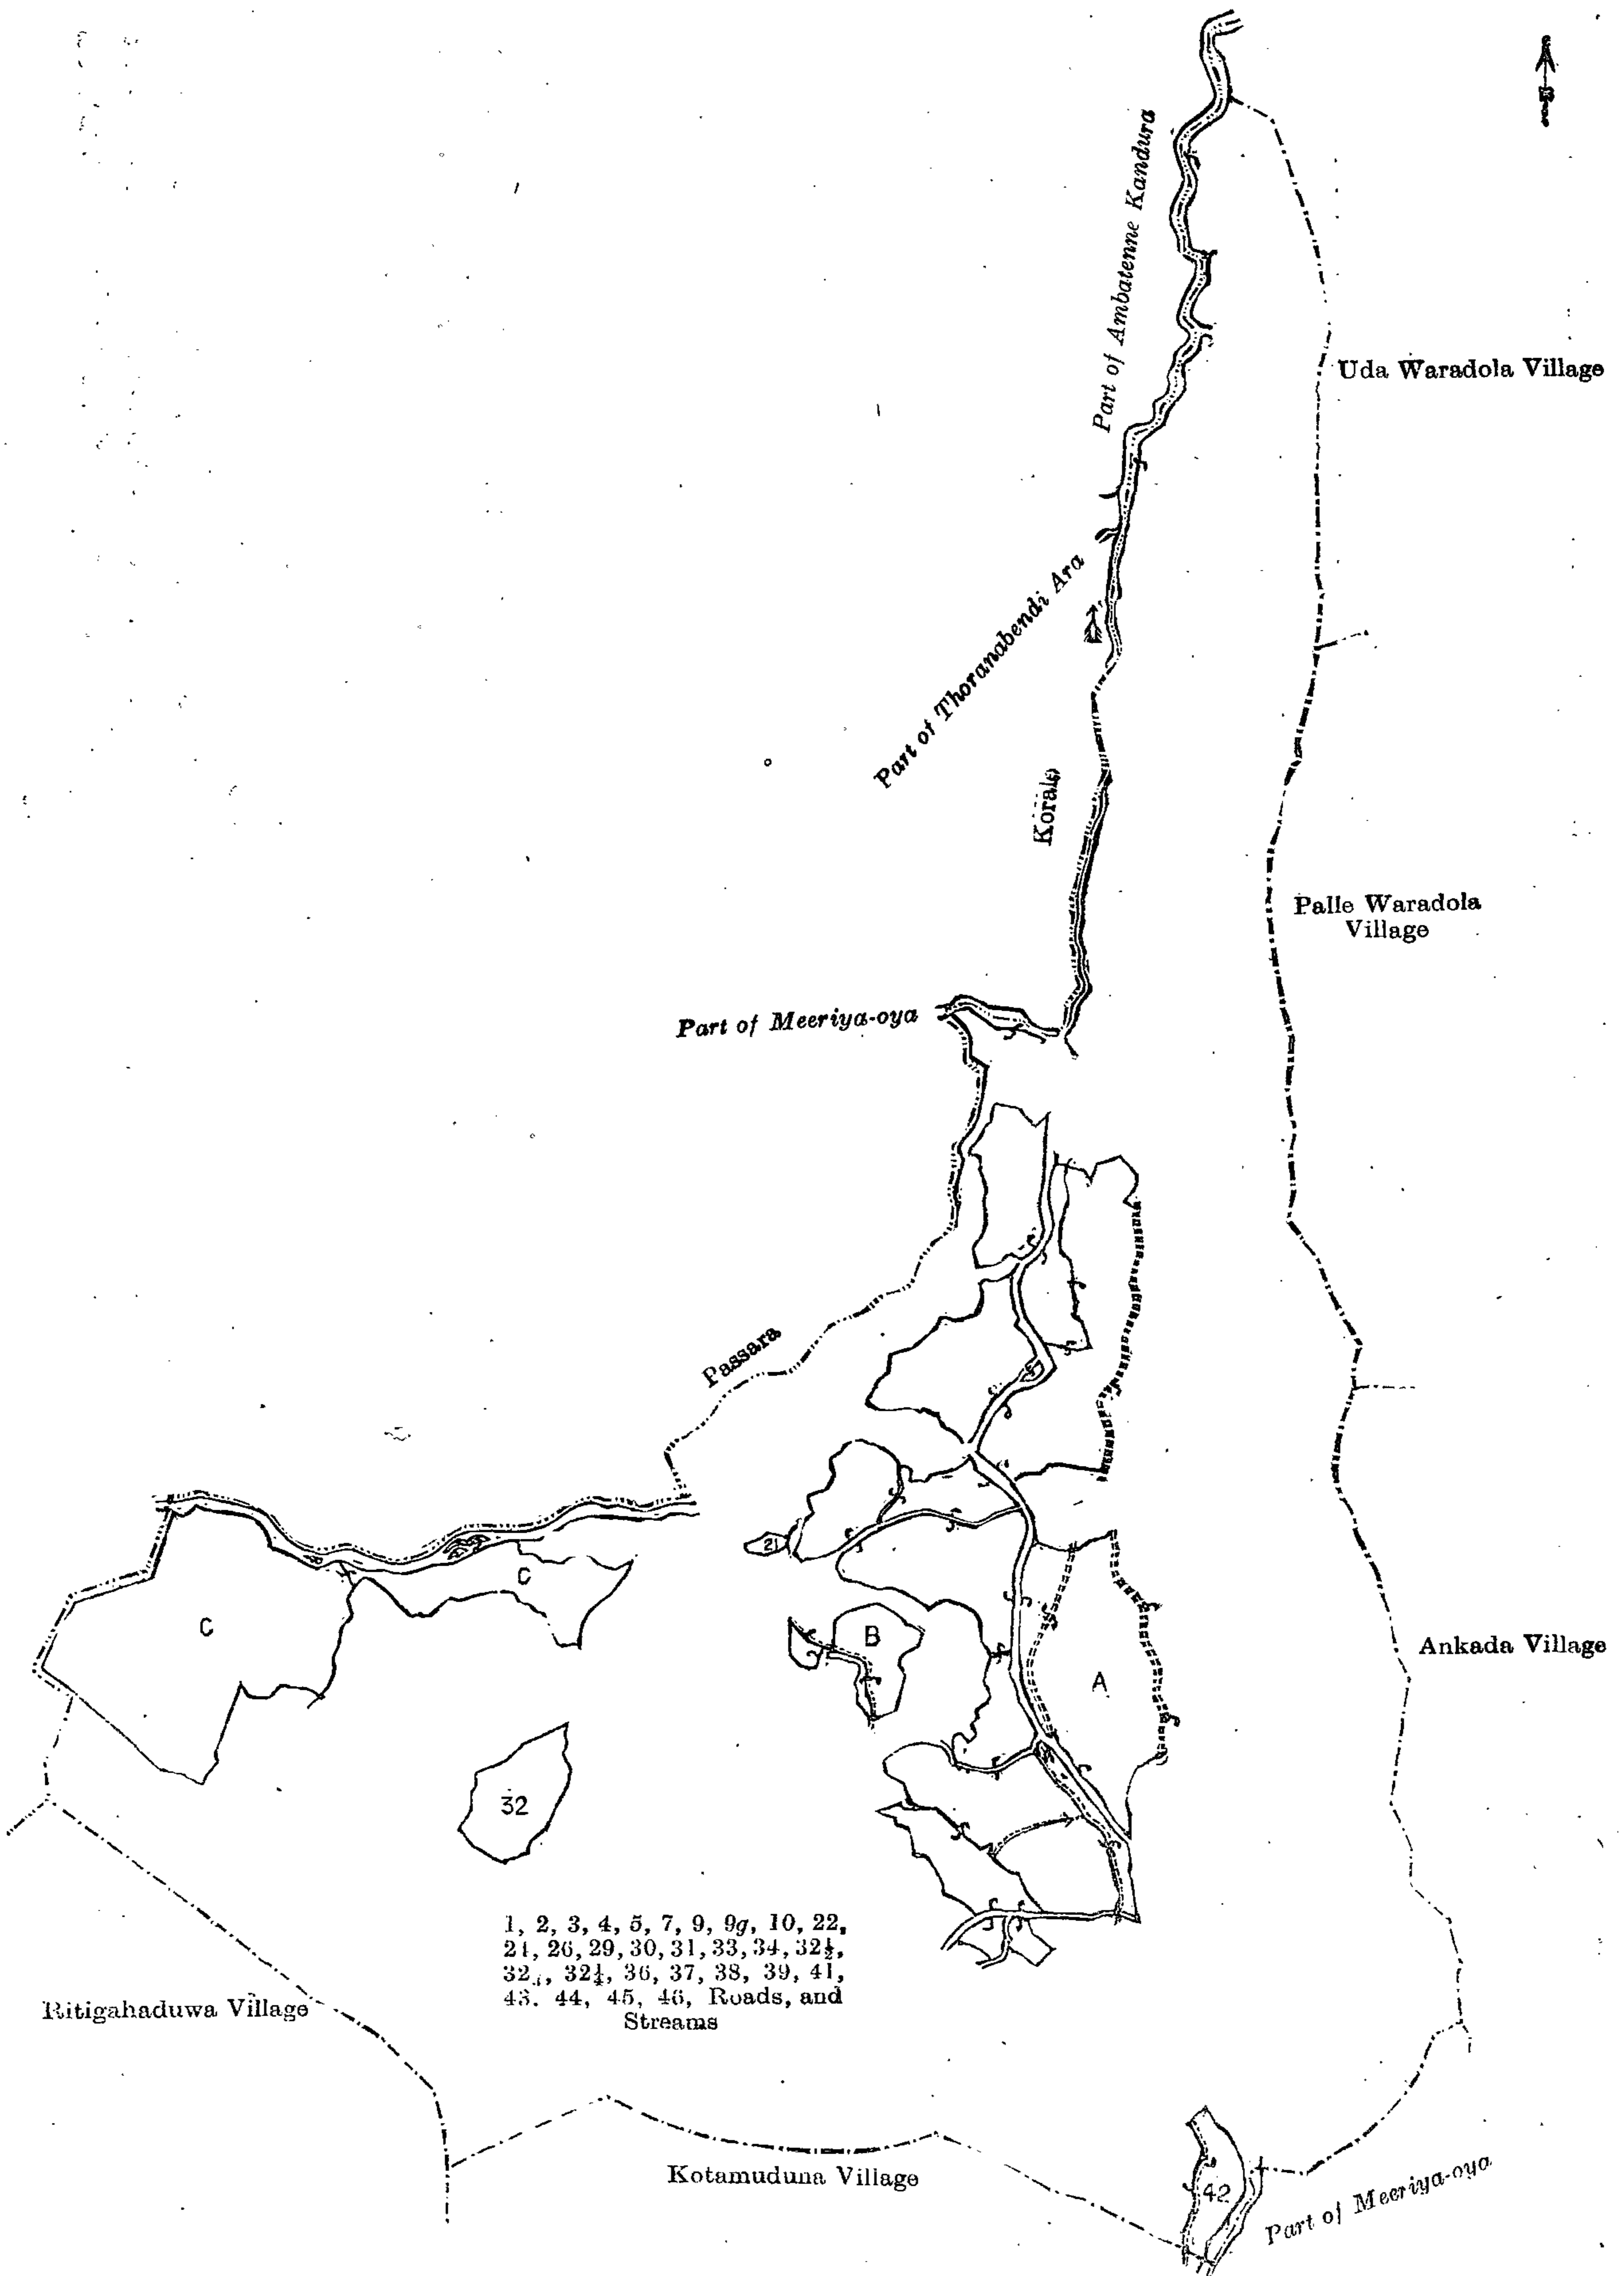 Part of Ambatenne Kandura
Uda Waradola Village
Part of Thoranabendi Ara
Korale
Palle Waradola
Village
Part of Meeriya-oya
Passara
21
C
C
B
A
Ankada Village
32
1, 2, 3, 4, 5, 7, 9, 9g, 10, 22,
24, 26, 29, 30, 31, 33, 34, 32½,
32¼, 36, 37, 38, 39, 41,
43, 44, 45, 46, Roads, and
Streams
Ritigahaduwa Village
Kotamuduna Village
42
Part of Meeriya-oya